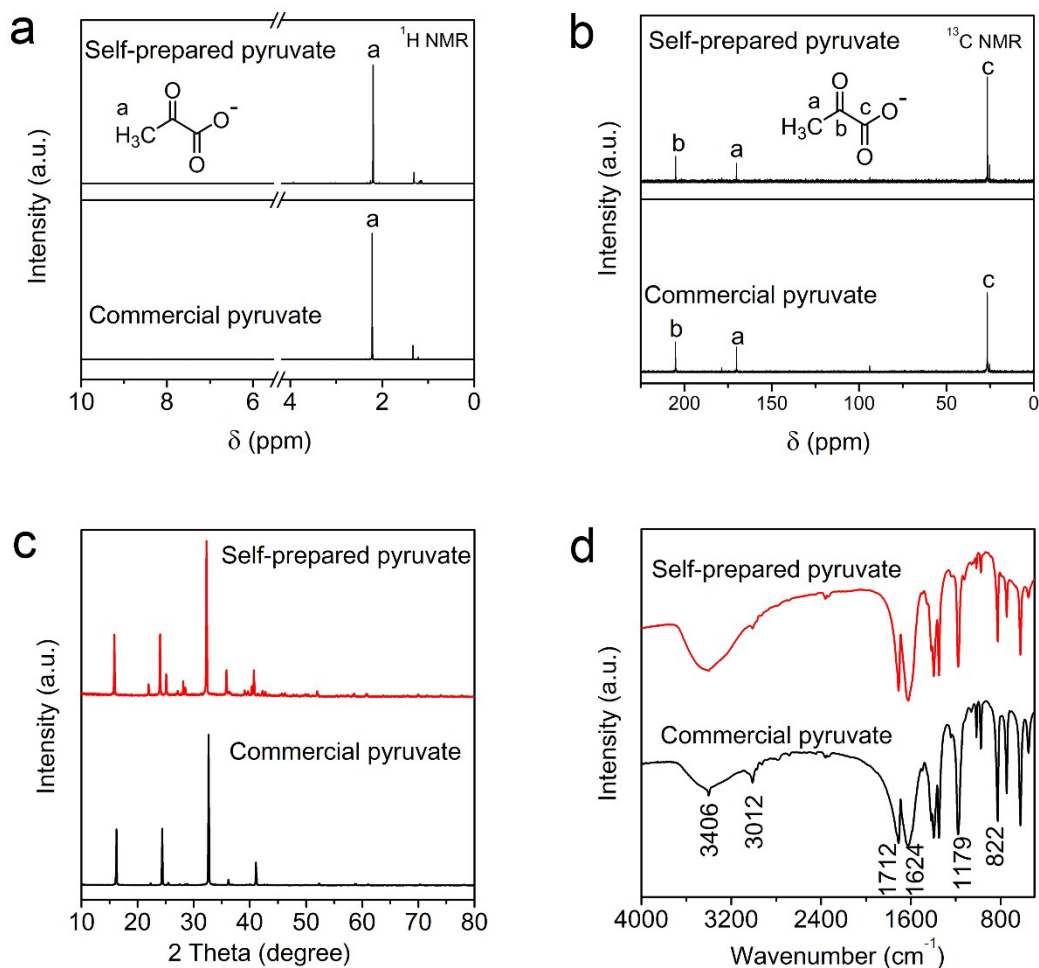 a
Self-prepared pyruvate
¹H NMR
a
a
H₃C
O
O⁻
O
a
Commercial pyruvate
Intensity (a.u.)
10 8 6 4 2 0
δ (ppm)
b
Self-prepared pyruvate
¹³C NMR
c
O
a
c
H₃C
O⁻
b
O
b
a
c
Commercial pyruvate
b
a
Intensity (a.u.)
200 150 100 50 0
δ (ppm)
c
Self-prepared pyruvate
Commercial pyruvate
Intensity (a.u.)
10 20 30 40 50 60 70 80
2 Theta (degree)
d
Self-prepared pyruvate
Commercial pyruvate
3406
3012
1712
1624
1179
822
Intensity (a.u.)
4000 3200 2400 1600 800
Wavenumber (cm⁻¹)